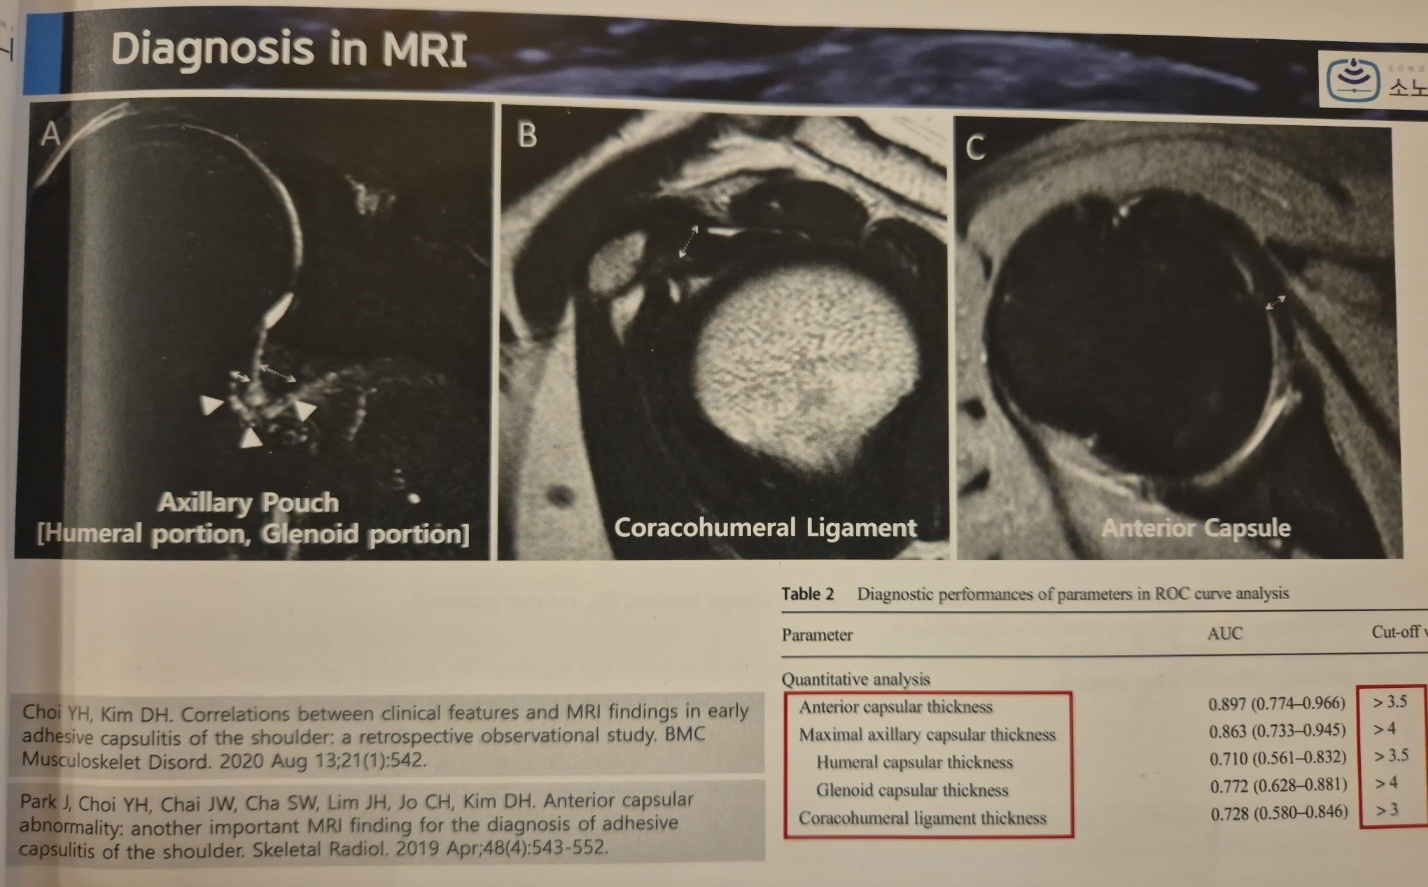 Diagnosis in MRI
소노
A
B
C
Axillary Pouch
[Humeral portion, Glenoid portion]
Coracohumeral Ligament
Anterior Capsule
Table 2 Diagnostic performances of parameters in ROC curve analysis
Parameter AUC Cut-off
Quantitative analysis
Anterior capsular thickness 0.897 (0.774–0.966) > 3.5
Maximal axillary capsular thickness 0.863 (0.733–0.945) > 4
Humeral capsular thickness 0.710 (0.561–0.832) > 3.5
Glenoid capsular thickness 0.772 (0.628–0.881) > 4
Coracohumeral ligament thickness 0.728 (0.580–0.846) > 3
Choi YH, Kim DH. Correlations between clinical features and MRI findings in early
adhesive capsulitis of the shoulder: a retrospective observational study. BMC
Musculoskelet Disord. 2020 Aug 13;21(1):542.
Park J, Choi YH, Chai JW, Cha SW, Lim JH, Jo CH, Kim DH. Anterior capsular
abnormality: another important MRI finding for the diagnosis of adhesive
capsulitis of the shoulder. Skeletal Radiol. 2019 Apr;48(4):543-552.